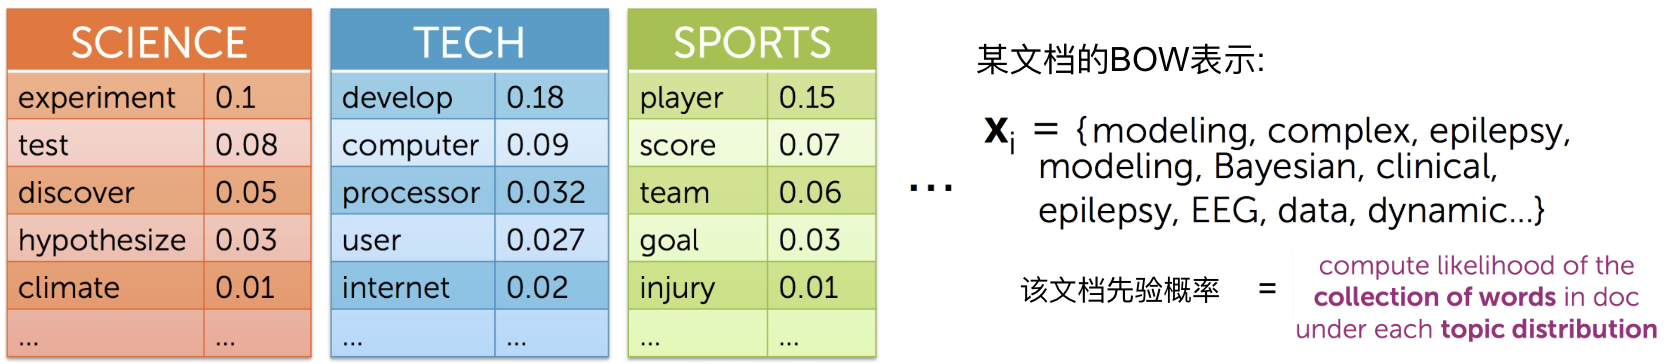 SCIENCE
experiment 0.1
test 0.08
discover 0.05
hypothesize 0.03
climate 0.01
... ...
TECH
develop 0.18
computer 0.09
processor 0.032
user 0.027
internet 0.02
... ...
SPORTS
player 0.15
score 0.07
team 0.06
goal 0.03
injury 0.01
... ...
...
某文档的BOW表示:
xi = {modeling, complex, epilepsy,
modeling, Bayesian, clinical,
epilepsy, EEG, data, dynamic...}
该文档先验概率 =
compute likelihood of the
collection of words in doc
under each topic distribution